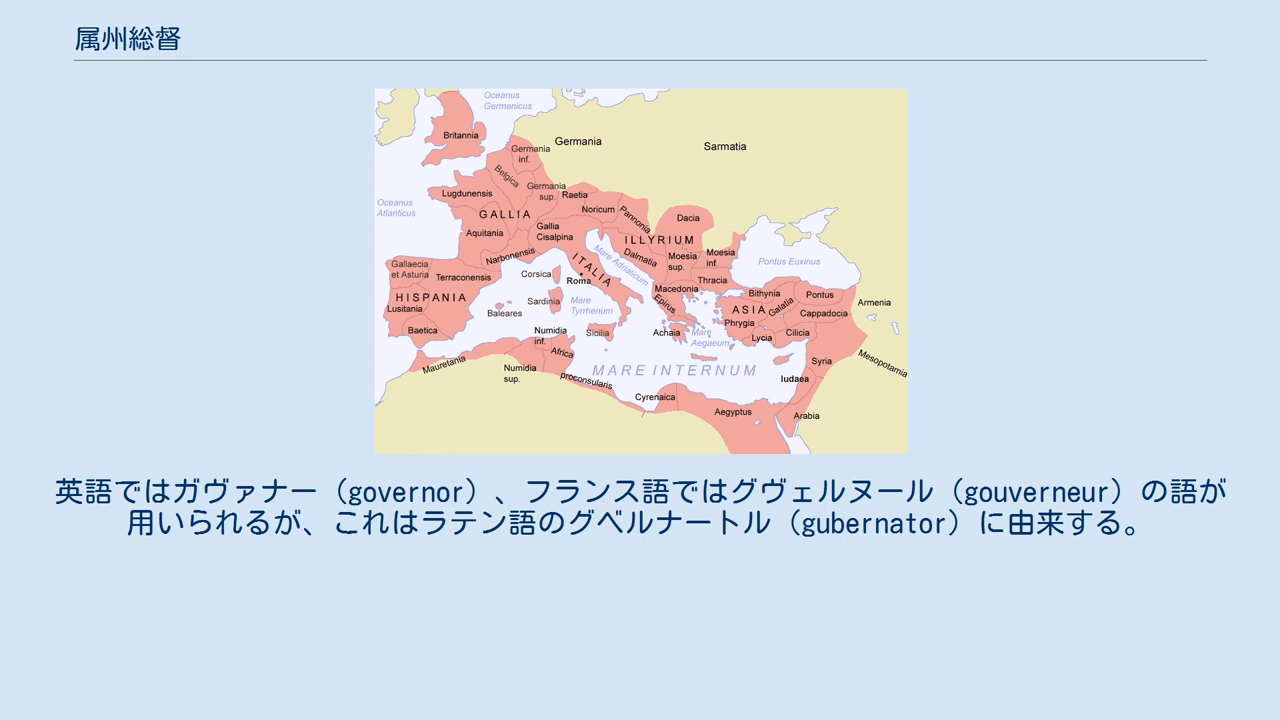 属州総督
Oceanus
Germanicus
Britannia
Germania
Sarmatia
Germania
inf.
Belgica
Germania
sup.
Raetia
Lugdunensis
Oceanus
Atlanticus
GALLIA
Noricum
Pannonia
Dacia
Aquitania
Gallia
Cisalpina
ILLYRIUM
Narbonensis
ITALIA
Mare Adriaticum
Dalmatia
Moesia
sup.
Moesia
inf.
Pontus Euxinus
Gallaecia
et Asturia
Terraconensis
Corsica
Roma
Thracia
Macedonia
HISPANIA
Lusitania
Baleares
Sardinia
Mare
Tyrrhenum
Epirus
Bithynia
Pontus
Galatia
ASIA
Cappadocia
Armenia
Baetica
Numidia
inf.
Sicilia
Achaia
Mare
Aegaeum
Phrygia
Lycia
Cilicia
Mauretania
Africa
Numidia
sup.
proconsularis
MARE INTERNUM
Syria
Mesopotamia
Iudaea
Cyrenaica
Aegyptus
Arabia
英語ではガヴァナー（governor）、フランス語ではグヴェルヌール（gouverneur）の語が
用いられるが、これはラテン語のグベルナートル（gubernator）に由来する。